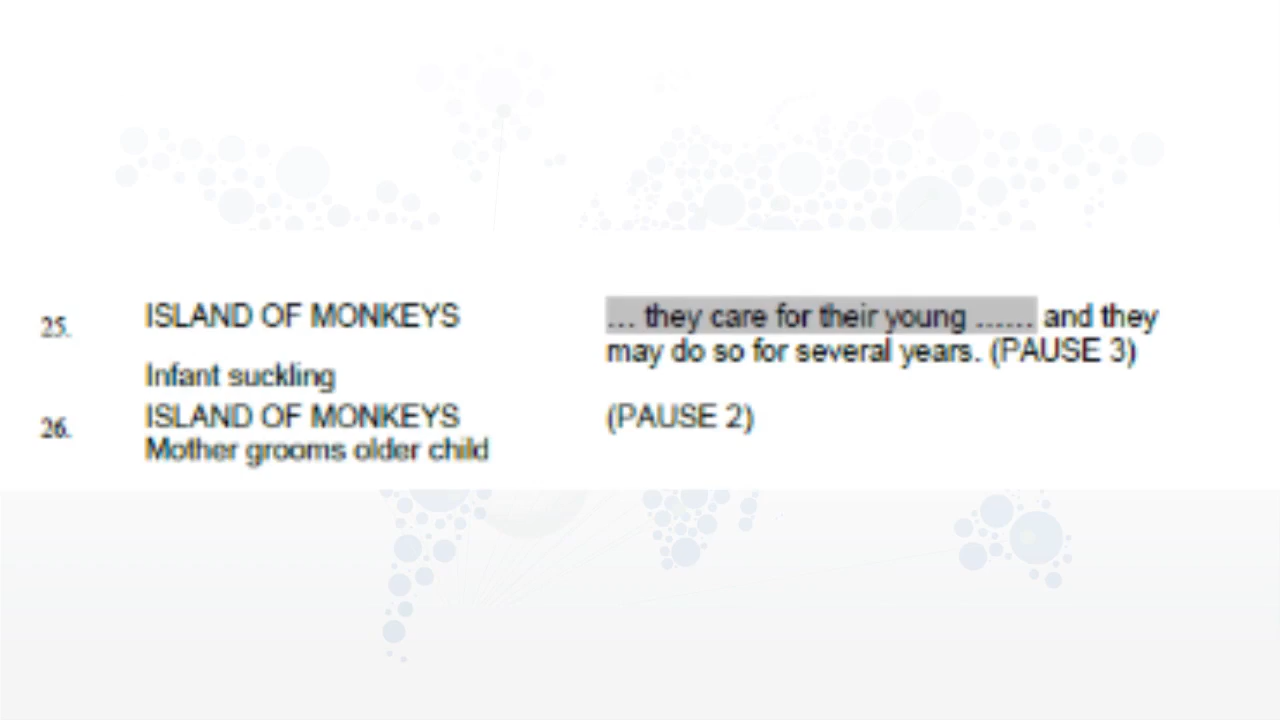 25. ISLAND OF MONKEYS ... they care for their young ...... and they
may do so for several years. (PAUSE 3)
Infant suckling
26. ISLAND OF MONKEYS (PAUSE 2)
Mother grooms older child